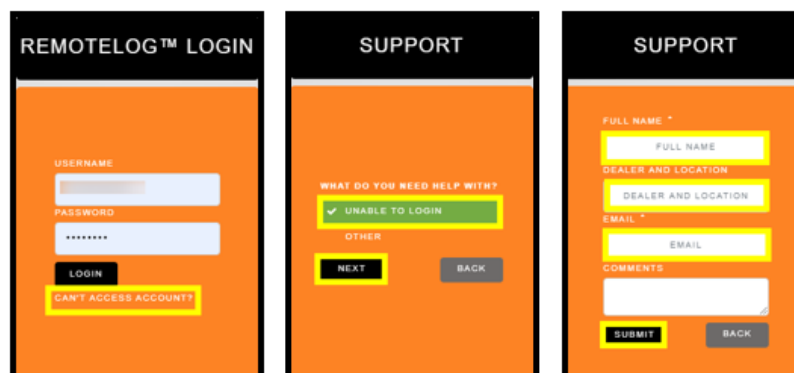 REMOTELOG™ LOGIN
USERNAME
PASSWORD
••••••••
LOGIN
CAN'T ACCESS ACCOUNT?
SUPPORT
WHAT DO YOU NEED HELP WITH?
✓ UNABLE TO LOGIN
OTHER
NEXT BACK
SUPPORT
FULL NAME *
FULL NAME
DEALER AND LOCATION
DEALER AND LOCATION
EMAIL *
EMAIL
COMMENTS
SUBMIT BACK